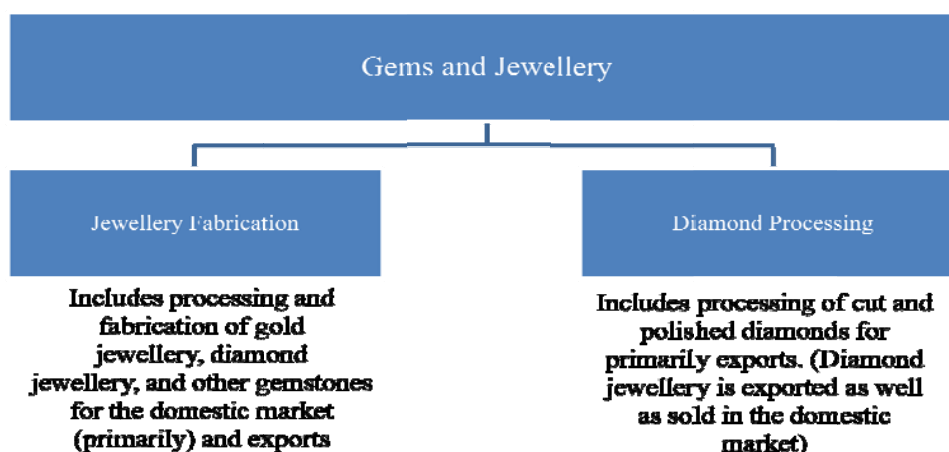 Gems and Jewellery
Jewellery Fabrication
Includes processing and
fabrication of gold
jewellery, diamond
jewellery, and other gemstones
for the domestic market
(primarily) and exports
Diamond Processing
Includes processing of cut and
polished diamonds for
primarily exports. (Diamond
jewellery is exported as well
as sold in the domestic
market)